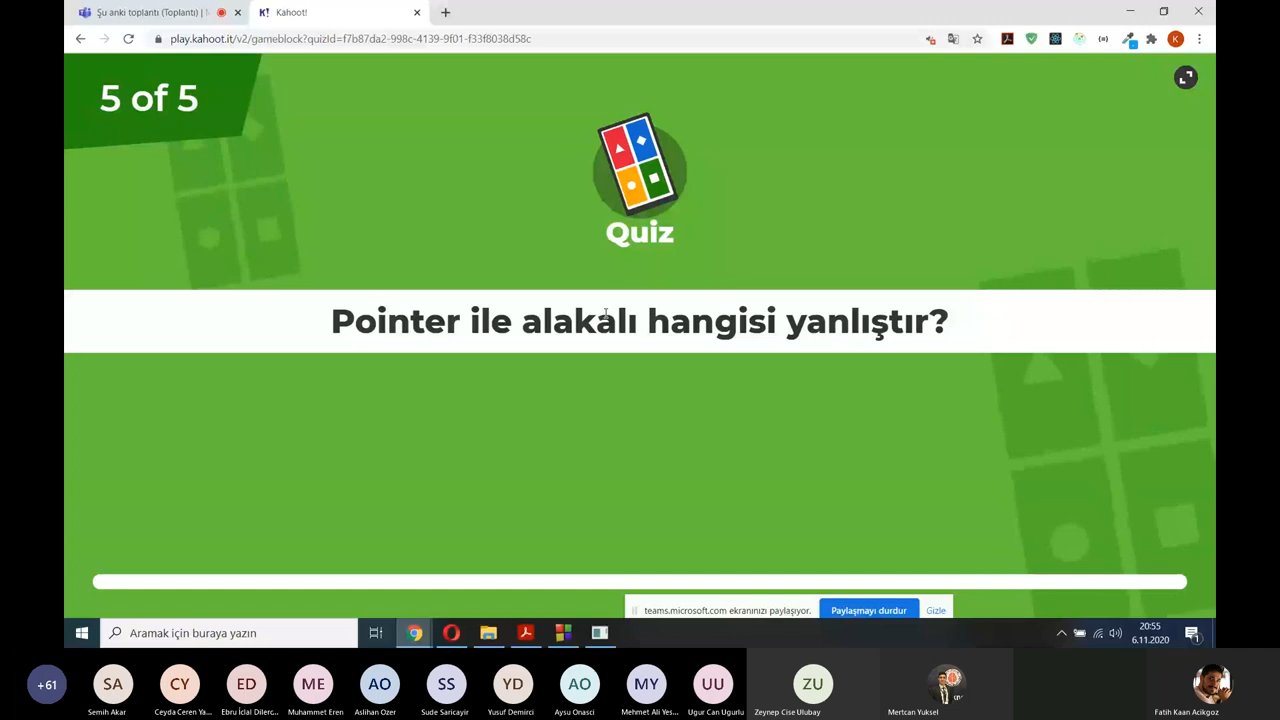 Şu anki toplantı (Toplantı) |
Kahoot!
play.kahoot.it/v2/gameblock?quizId=f7b87da2-998c-4139-9f01-f33f8038d58c
5 of 5
Quiz
Pointer ile alakalı hangisi yanlıştır?
teams.microsoft.com ekranınızı paylaşıyor.
Paylaşmayı durdur
Gizle
Aramak için buraya yazın
20:55
6.11.2020
+61
SA
CY
ED
ME
AO
SS
YD
AO
MY
UU
ZU
Semih Akar
Ceyda Ceren Ya...
Ebru İclal Dilerc...
Muhammet Eren
Aslihan Ozer
Sude Saricayir
Yusuf Demirci
Aysu Onasci
Mehmet Ali Yes...
Ugur Can Ugurlu
Zeynep Cise Ulubay
Mertcan Yuksel
Fatih Kaan Acikgoz